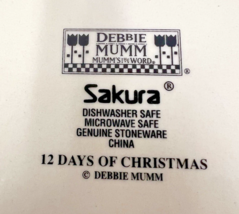 DEBBIE
MUMM
MUMM'S THE WORD®
®
Sakura®
DISHWASHER SAFE
MICROWAVE SAFE
GENUINE STONEWARE
CHINA
12 DAYS OF CHRISTMAS
© DEBBIE MUMM